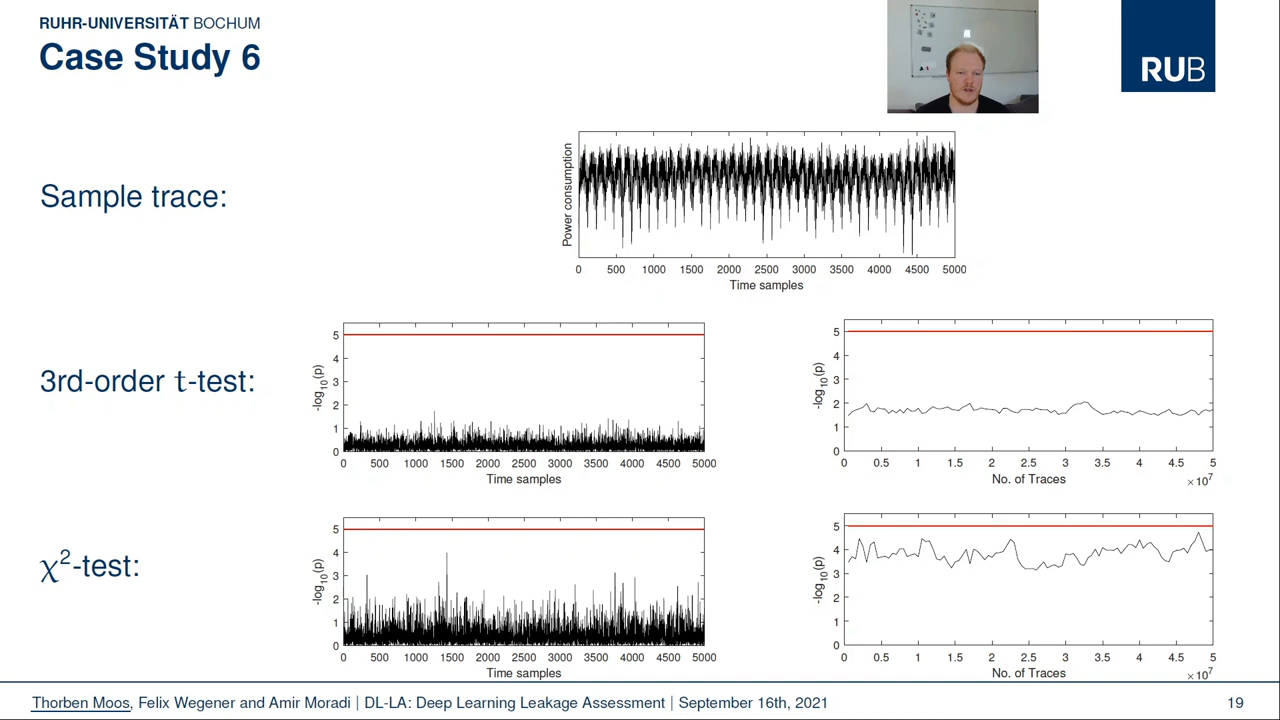 RUHR-UNIVERSITÄT BOCHUM
Case Study 6
RUB
Sample trace:
Power consumption
0 500 1000 1500 2000 2500 3000 3500 4000 4500 5000
Time samples
3rd-order t-test:
-log10(p)
5
4
3
2
1
0
0 500 1000 1500 2000 2500 3000 3500 4000 4500 5000
Time samples
-log10(p)
5
4
3
2
1
0
0 0.5 1 1.5 2 2.5 3 3.5 4 4.5 5
No. of Traces
×10⁷
χ²-test:
-log10(p)
5
4
3
2
1
0
0 500 1000 1500 2000 2500 3000 3500 4000 4500 5000
Time samples
-log10(p)
5
4
3
2
1
0
0 0.5 1 1.5 2 2.5 3 3.5 4 4.5 5
No. of Traces
×10⁷
Thorben Moos, Felix Wegener and Amir Moradi | DL-LA: Deep Learning Leakage Assessment | September 16th, 2021
19